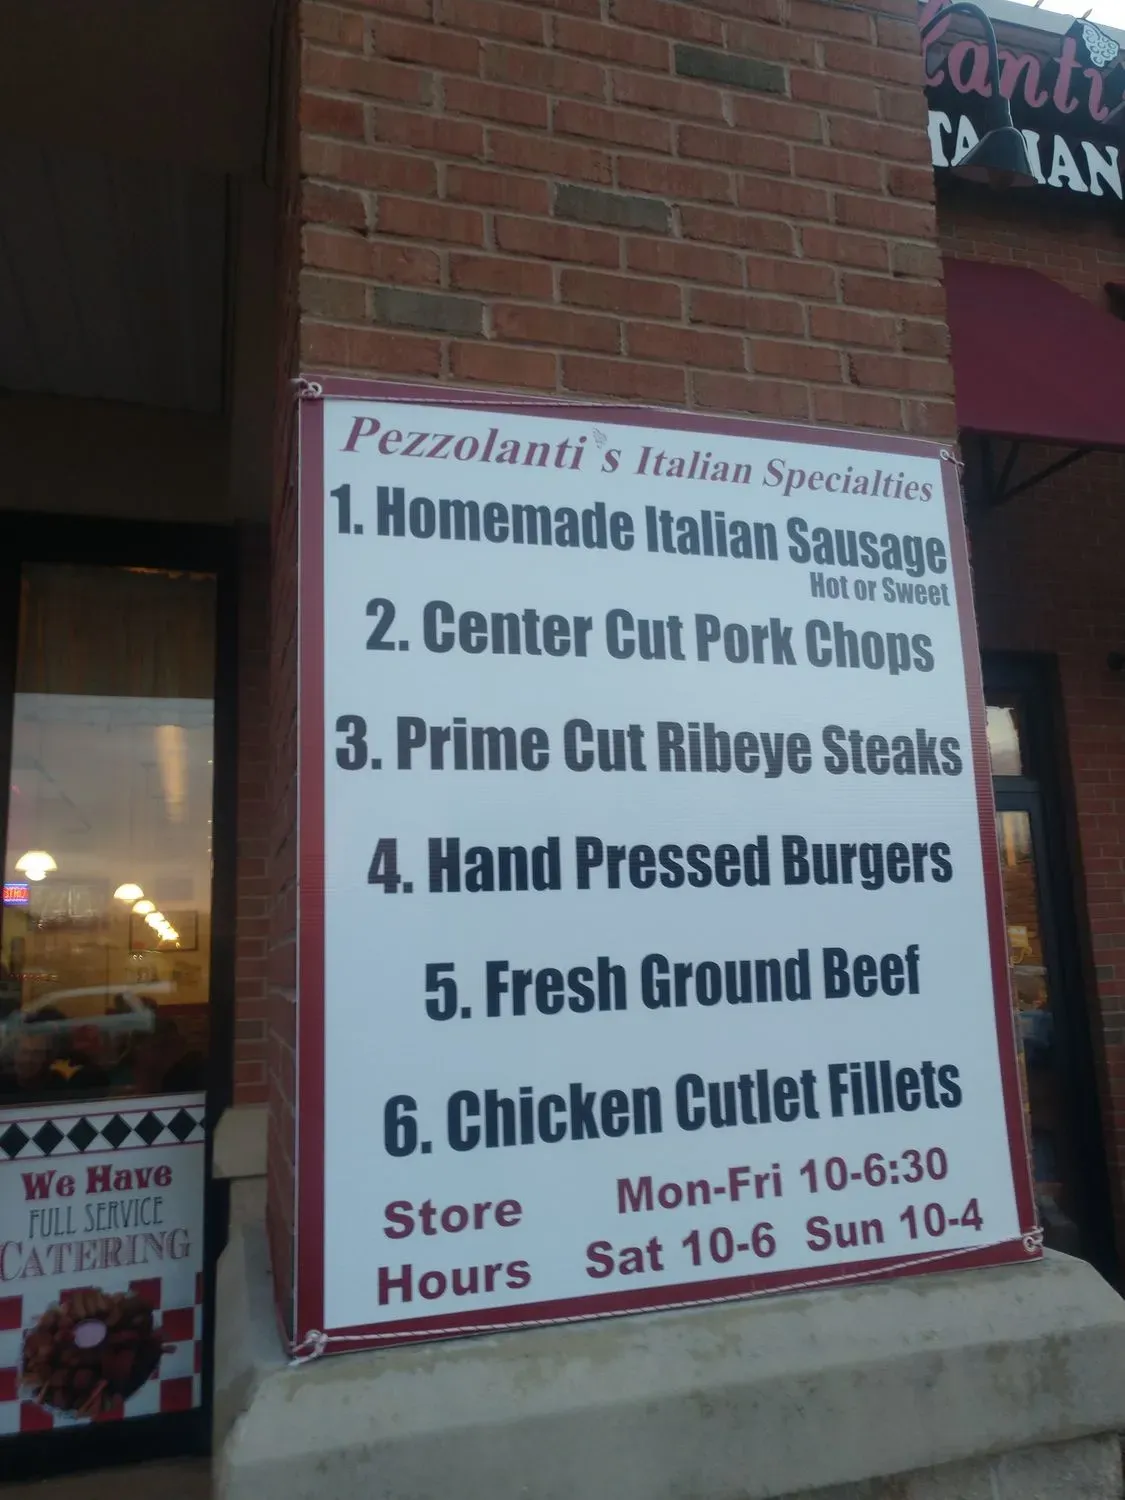 zanti's
ITALIAN
Pezzolanti's Italian Specialties
1. Homemade Italian Sausage
Hot or Sweet
2. Center Cut Pork Chops
3. Prime Cut Ribeye Steaks
4. Hand Pressed Burgers
5. Fresh Ground Beef
6. Chicken Cutlet Fillets
Store Hours
Mon-Fri 10-6:30
Sat 10-6 Sun 10-4
We Have
FULL SERVICE
CATERING